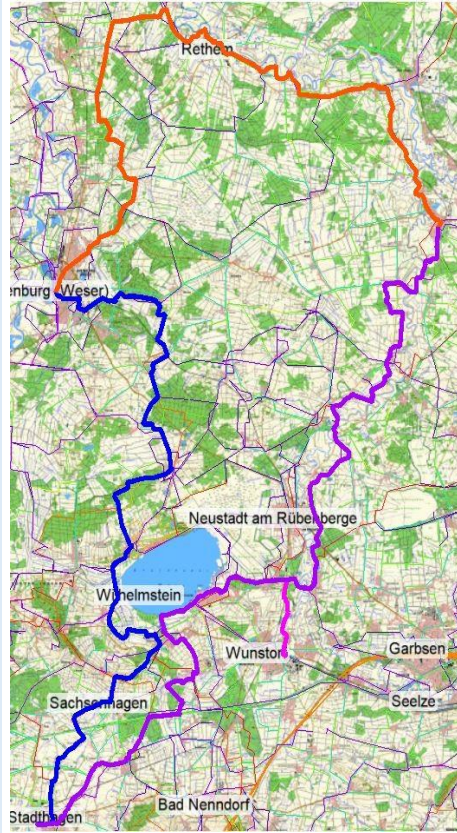 Rethem
enburg (Weser)
Neustadt am Rübenberge
Wilhelmstein
Wunstorf
Garbsen
Sachsenhagen
Seelze
Bad Nenndorf
Stadthagen